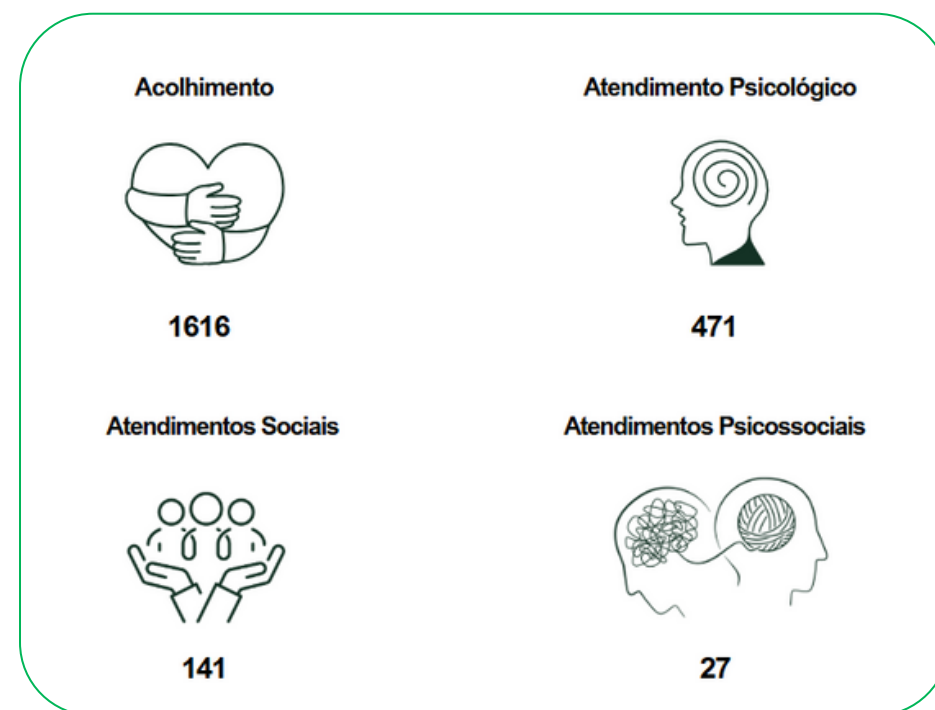 Acolhimento
1616
Atendimento Psicológico
471
Atendimentos Sociais
141
Atendimentos Psicossociais
27